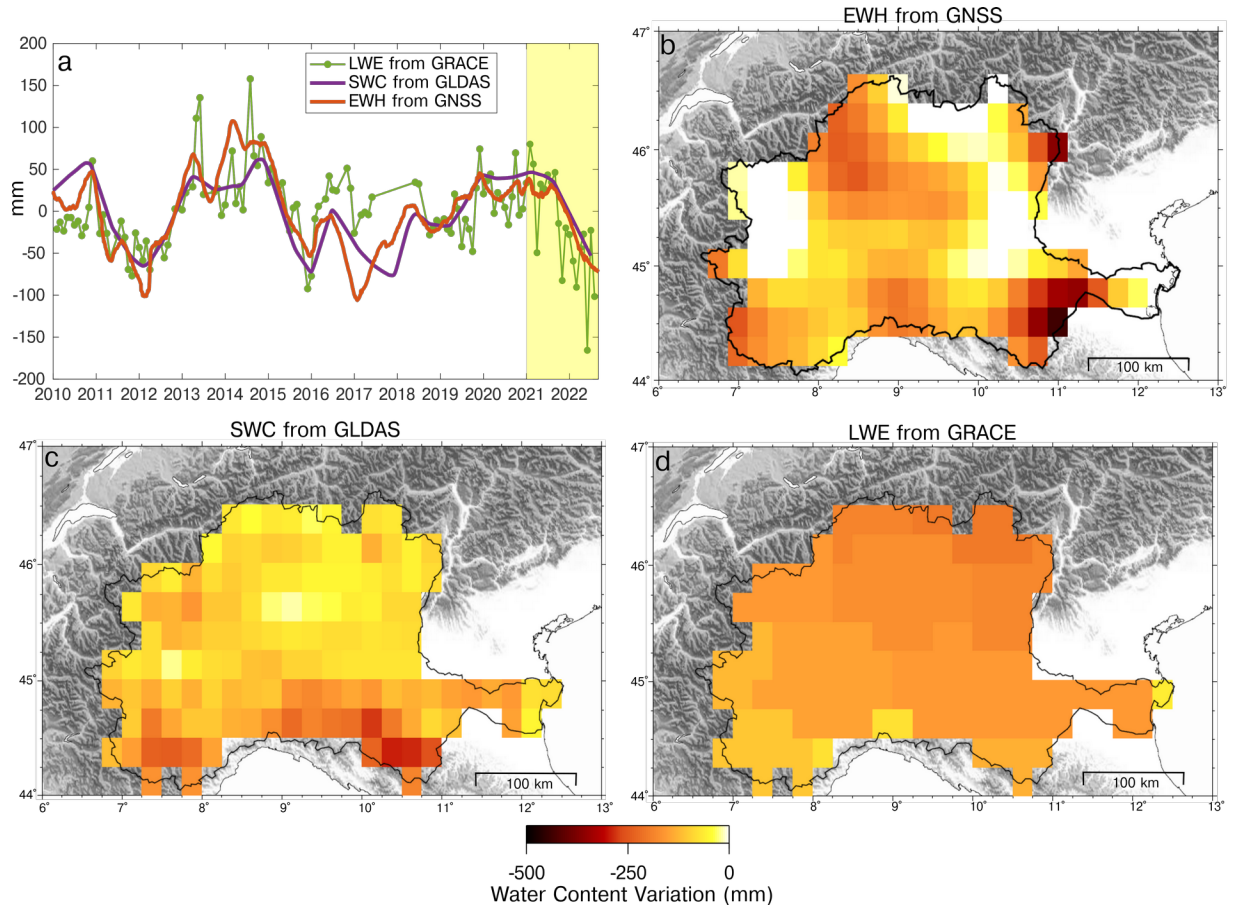 a
LWE from GRACE
SWC from GLDAS
EWH from GNSS
mm
200
150
100
50
0
-50
-100
-150
-200
2010 2011 2012 2013 2014 2015 2016 2017 2018 2019 2020 2021 2022
EWH from GNSS
b
47°
46°
45°
44°
6° 7° 8° 9° 10° 11° 12° 13°
100 km
SWC from GLDAS
c
47°
46°
45°
44°
6° 7° 8° 9° 10° 11° 12° 13°
100 km
LWE from GRACE
d
47°
46°
45°
44°
6° 7° 8° 9° 10° 11° 12° 13°
100 km
-500 -250 0
Water Content Variation (mm)